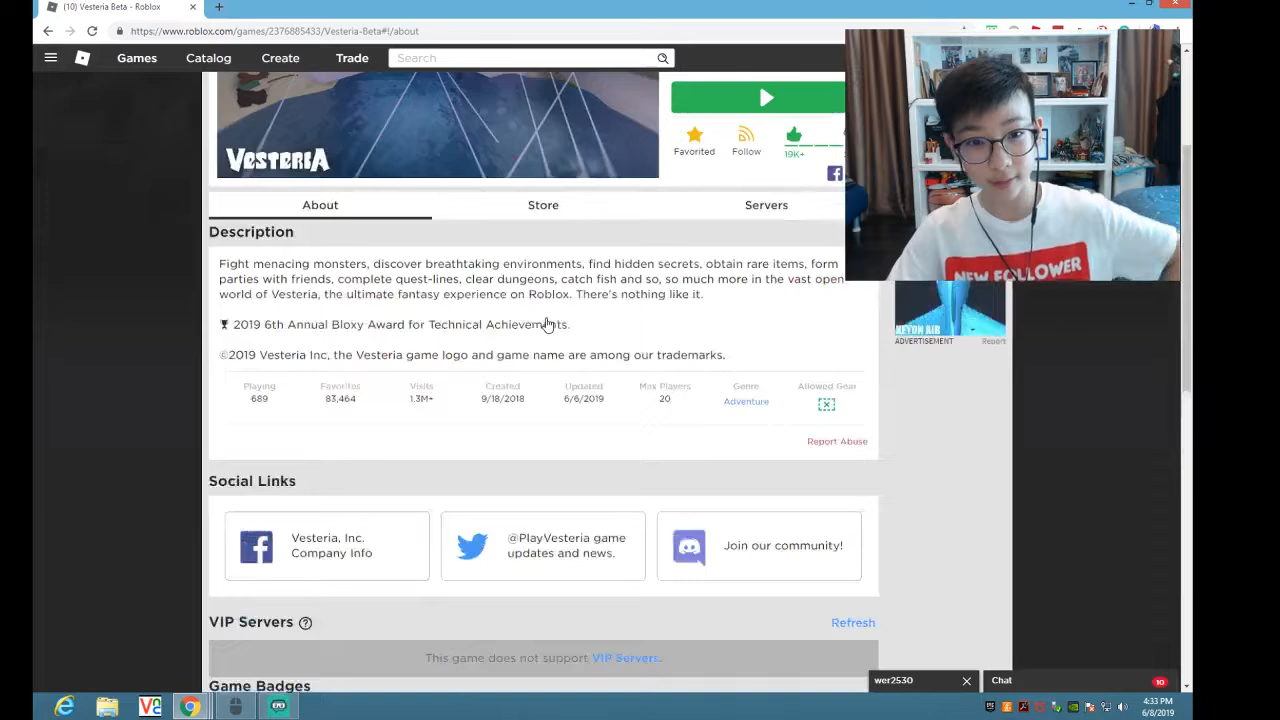 (10) Vesteria Beta - Roblox
https://www.roblox.com/games/2376885433/Vesteria-Beta#!/about
Games
Catalog
Create
Trade
Search
VESTERIA
Favorited
Follow
19K+
About
Store
Servers
Description
Fight menacing monsters, discover breathtaking environments, find hidden secrets, obtain rare items, form
parties with friends, complete quest-lines, clear dungeons, catch fish and so, so much more in the vast open
world of Vesteria, the ultimate fantasy experience on Roblox. There's nothing like it.
2019 6th Annual Bloxy Award for Technical Achievements.
©2019 Vesteria Inc, the Vesteria game logo and game name are among our trademarks.
Playing Favorites Visits Created Updated Max Players Genre Allowed Gear
689 83,464 1.3M+ 9/18/2018 6/6/2019 20 Adventure
Report Abuse
NEW FOLLOWER
ADVERTISEMENT
Report
Social Links
Vesteria, Inc.
Company Info
@PlayVesteria game
updates and news.
Join our community!
VIP Servers
Refresh
This game does not support VIP Servers.
Game Badges
wer2530
Chat
10
4:33 PM
6/8/2019